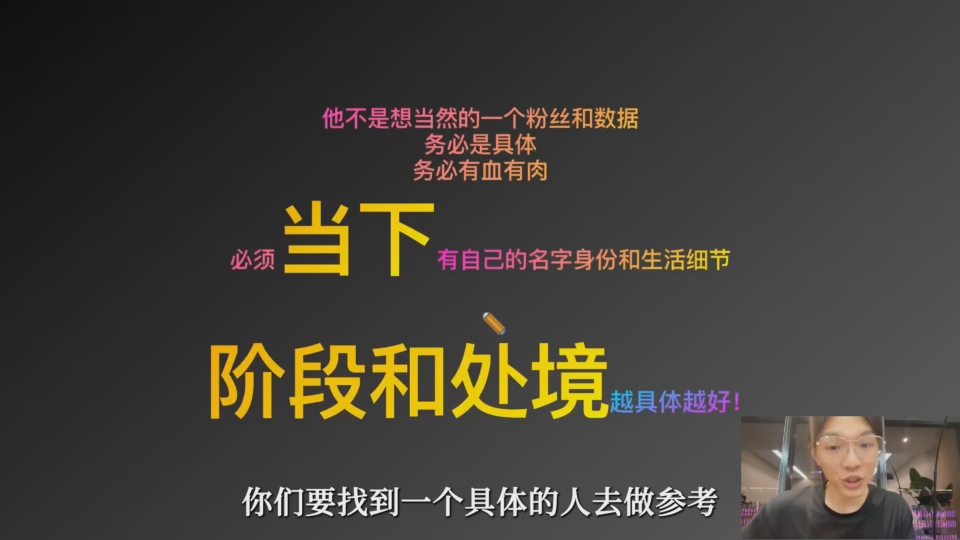 他不是想当然的一个粉丝和数据
务必是具体
务必有血有肉
必须当下有自己的名字身份和生活细节
阶段和处境越具体越好！
你们要找到一个具体的人去做参考